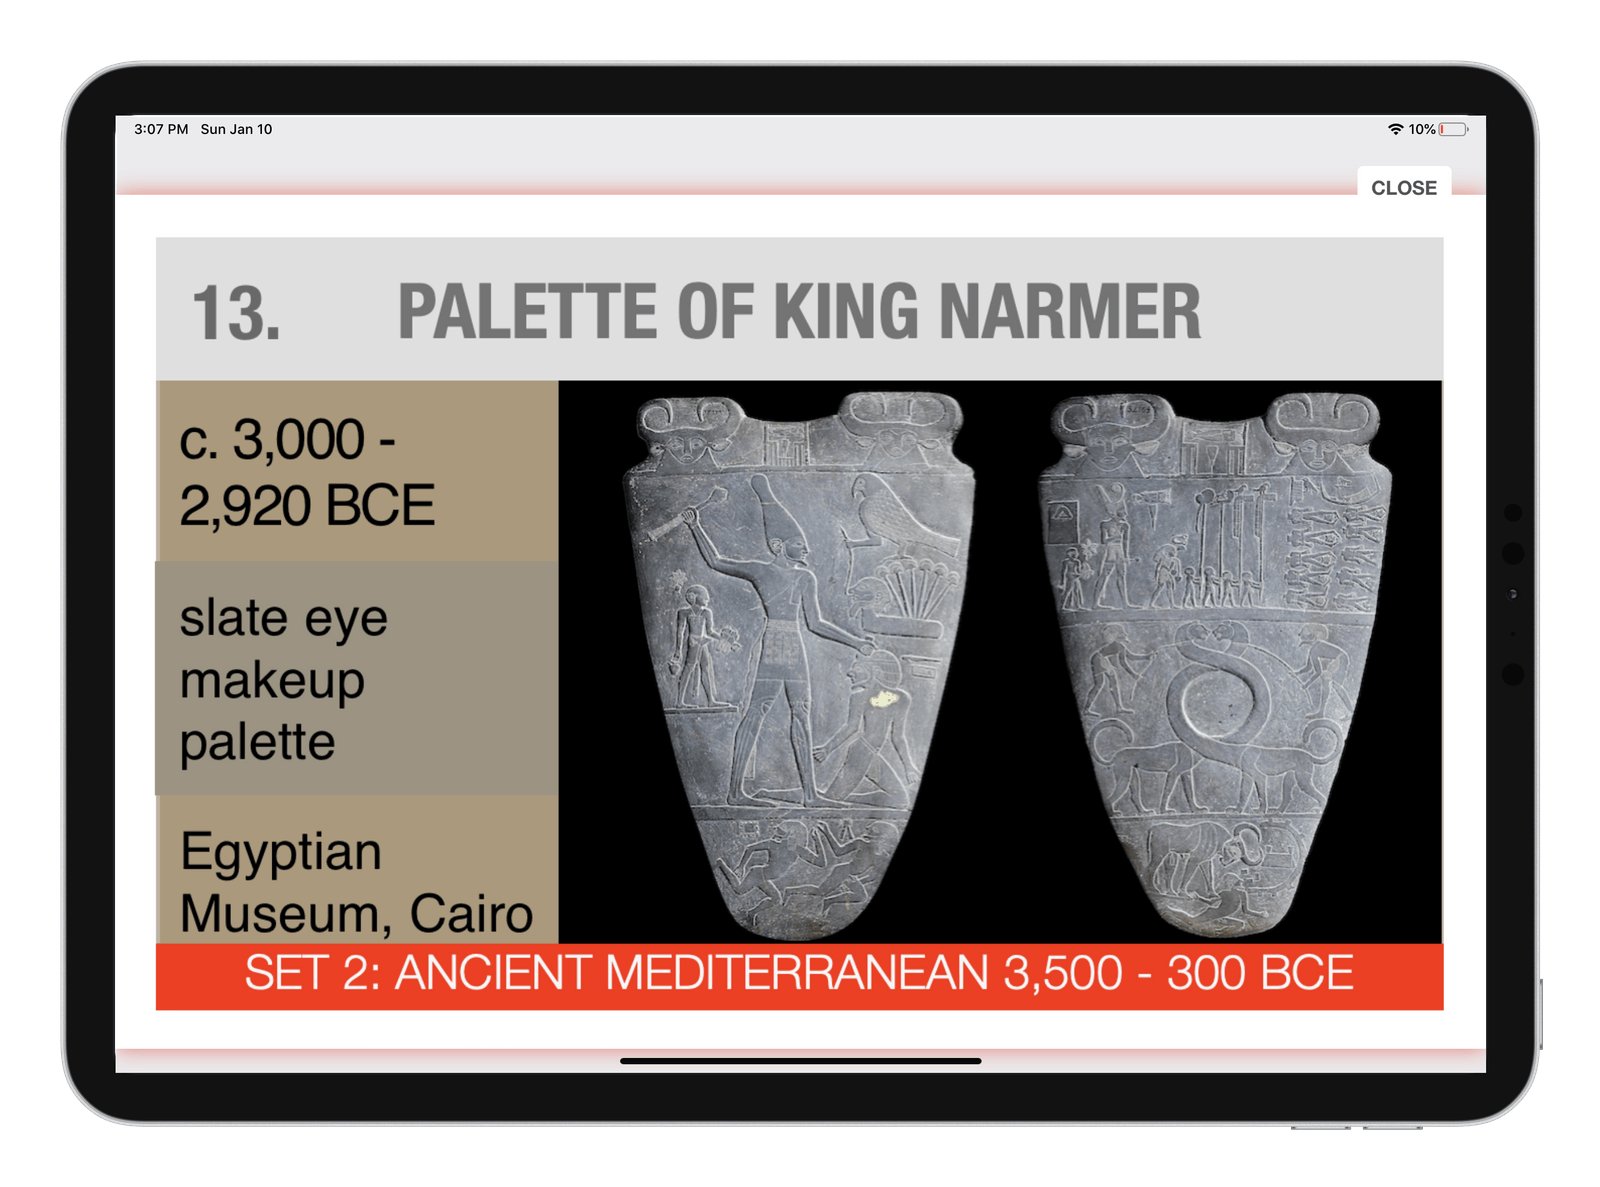 3:07 PM Sun Jan 10
10%
CLOSE
13. PALETTE OF KING NARMER
c. 3,000 -
2,920 BCE
slate eye
makeup
palette
Egyptian
Museum, Cairo
SET 2: ANCIENT MEDITERRANEAN 3,500 - 300 BCE